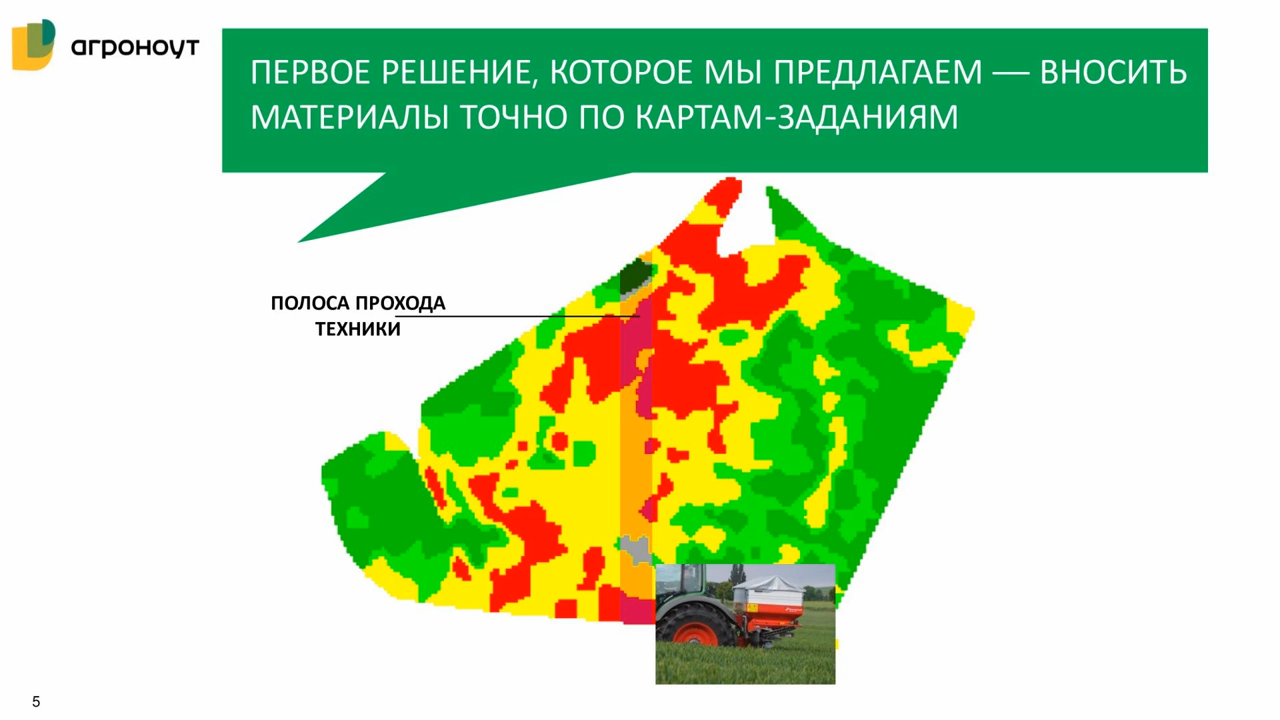 агроноут
ПЕРВОЕ РЕШЕНИЕ, КОТОРОЕ МЫ ПРЕДЛАГАЕМ — ВНОСИТЬ
МАТЕРИАЛЫ ТОЧНО ПО КАРТАМ-ЗАДАНИЯМ
ПОЛОСА ПРОХОДА
ТЕХНИКИ
5